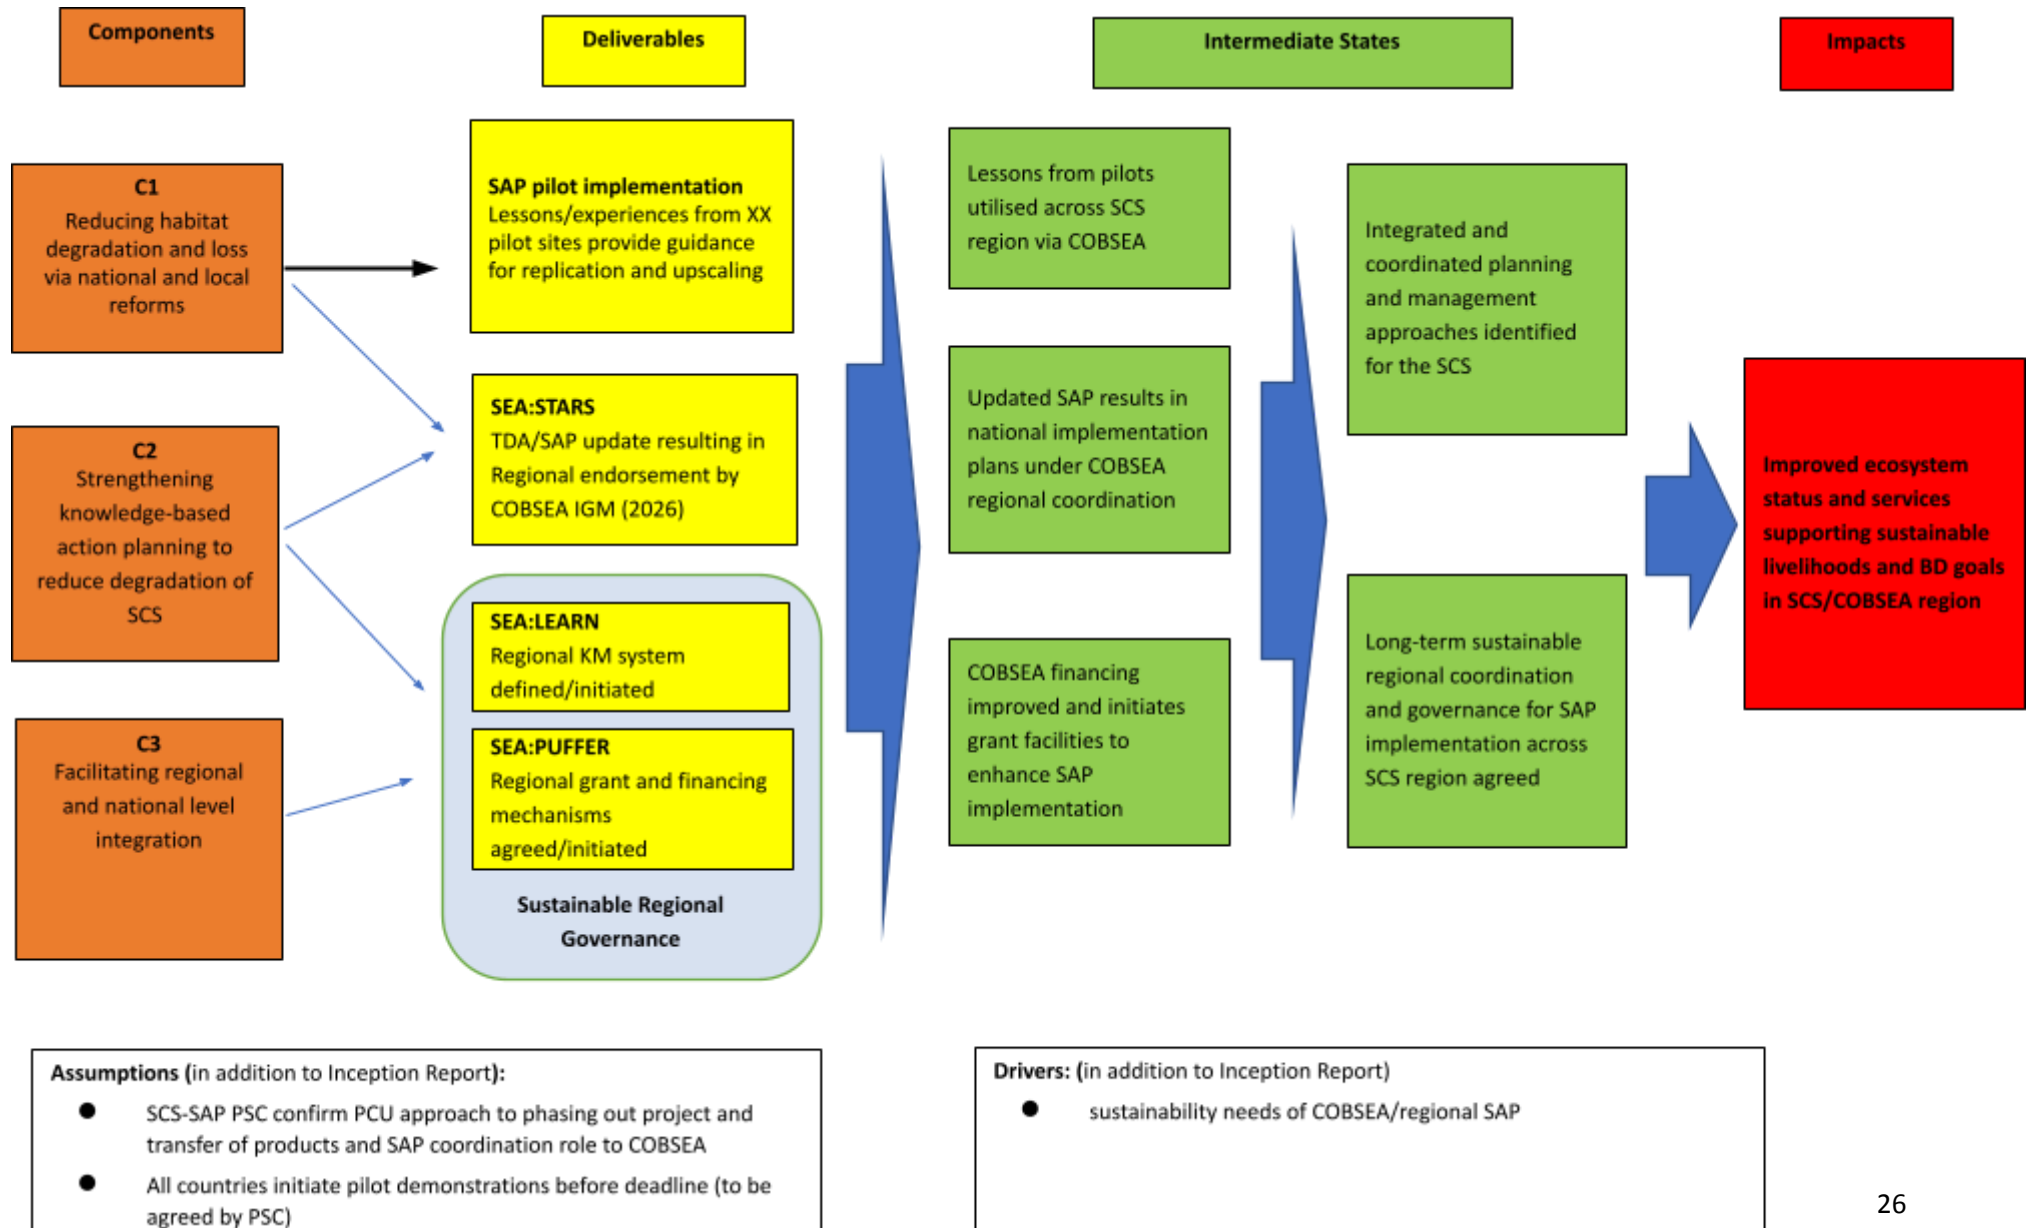 Components
Deliverables
Intermediate States
Impacts
C1
Reducing habitat
degradation and loss
via national and local
reforms
C2
Strengthening
knowledge-based
action planning to
reduce degradation of
SCS
C3
Facilitating regional
and national level
integration
SAP pilot implementation
Lessons/experiences from XX
pilot sites provide guidance
for replication and upscaling
SEA:STARS
TDA/SAP update resulting in
Regional endorsement by
COBSEA IGM (2026)
SEA:LEARN
Regional KM system
defined/initiated
SEA:PUFFER
Regional grant and financing
mechanisms
agreed/initiated
Sustainable Regional
Governance
Lessons from pilots
utilised across SCS
region via COBSEA
Updated SAP results in
national implementation
plans under COBSEA
regional coordination
COBSEA financing
improved and initiates
grant facilities to
enhance SAP
implementation
Integrated and
coordinated planning
and management
approaches identified
for the SCS
Long-term sustainable
regional coordination
and governance for SAP
implementation across
SCS region agreed
Improved ecosystem
status and services
supporting sustainable
livelihoods and BD goals
in SCS/COBSEA region
Assumptions (in addition to Inception Report):
● SCS-SAP PSC confirm PCU approach to phasing out project and
transfer of products and SAP coordination role to COBSEA
● All countries initiate pilot demonstrations before deadline (to be
agreed by PSC)
Drivers: (in addition to Inception Report)
● sustainability needs of COBSEA/regional SAP
26